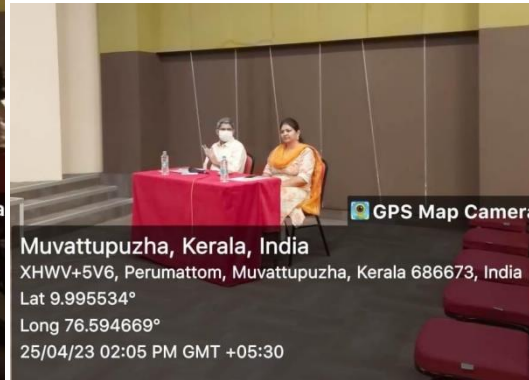 GPS Map Camera
Muvattupuzha, Kerala, India
XHWV+5V6, Perumattom, Muvattupuzha, Kerala 686673, India
Lat 9.995534°
Long 76.594669°
25/04/23 02:05 PM GMT +05:30